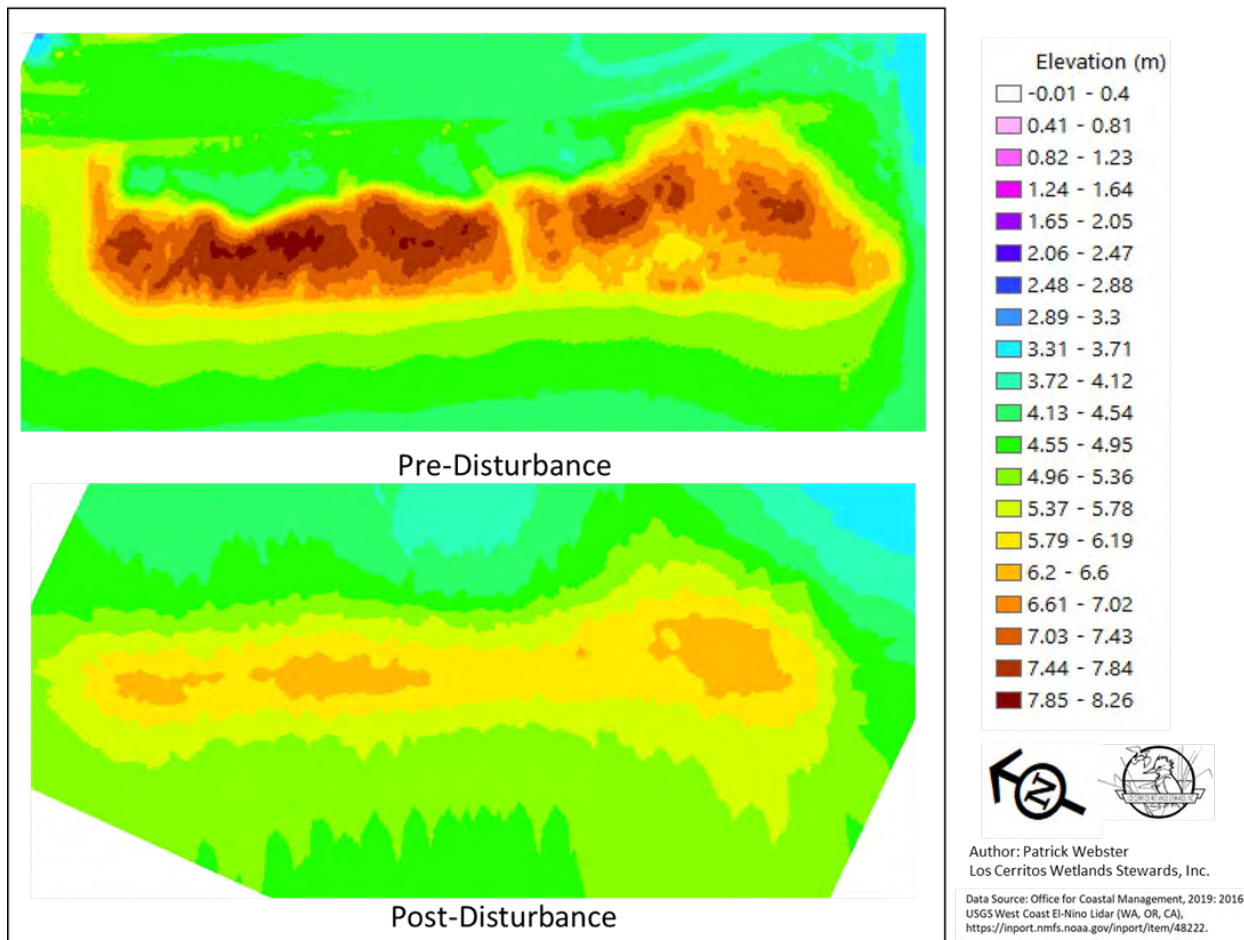 Pre-Disturbance
Post-Disturbance
Elevation (m)
-0.01 - 0.4
0.41 - 0.81
0.82 - 1.23
1.24 - 1.64
1.65 - 2.05
2.06 - 2.47
2.48 - 2.88
2.89 - 3.3
3.31 - 3.71
3.72 - 4.12
4.13 - 4.54
4.55 - 4.95
4.96 - 5.36
5.37 - 5.78
5.79 - 6.19
6.2 - 6.6
6.61 - 7.02
7.03 - 7.43
7.44 - 7.84
7.85 - 8.26
N
Author: Patrick Webster
Los Cerritos Wetlands Stewards, Inc.
Data Source: Office for Coastal Management, 2019: 2016
USGS West Coast El-Nino Lidar (WA, OR, CA),
https://inport.nmfs.noaa.gov/inport/item/48222.